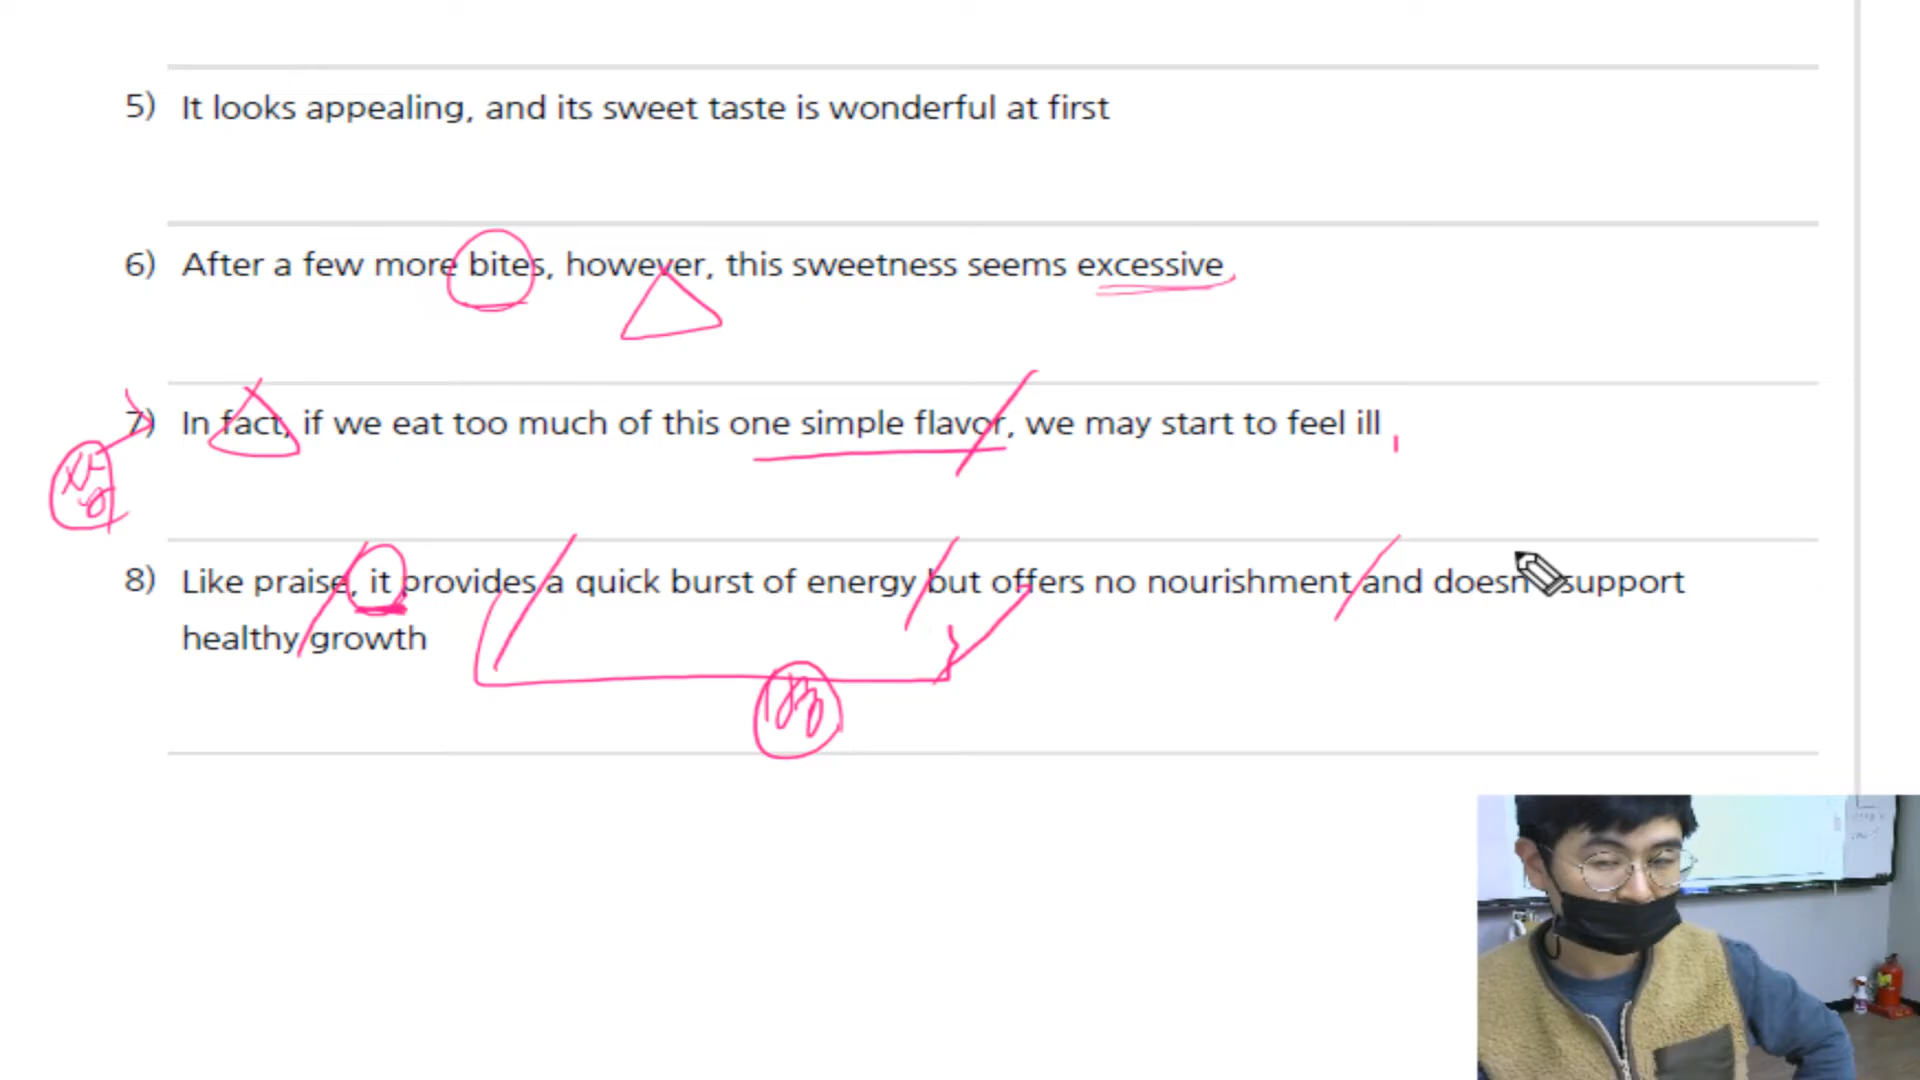 5) It looks appealing, and its sweet taste is wonderful at first
6) After a few more bites, however, this sweetness seems excessive
7) In fact, if we eat too much of this one simple flavor, we may start to feel ill
8) Like praise, it provides a quick burst of energy but offers no nourishment and doesn support
healthy growth